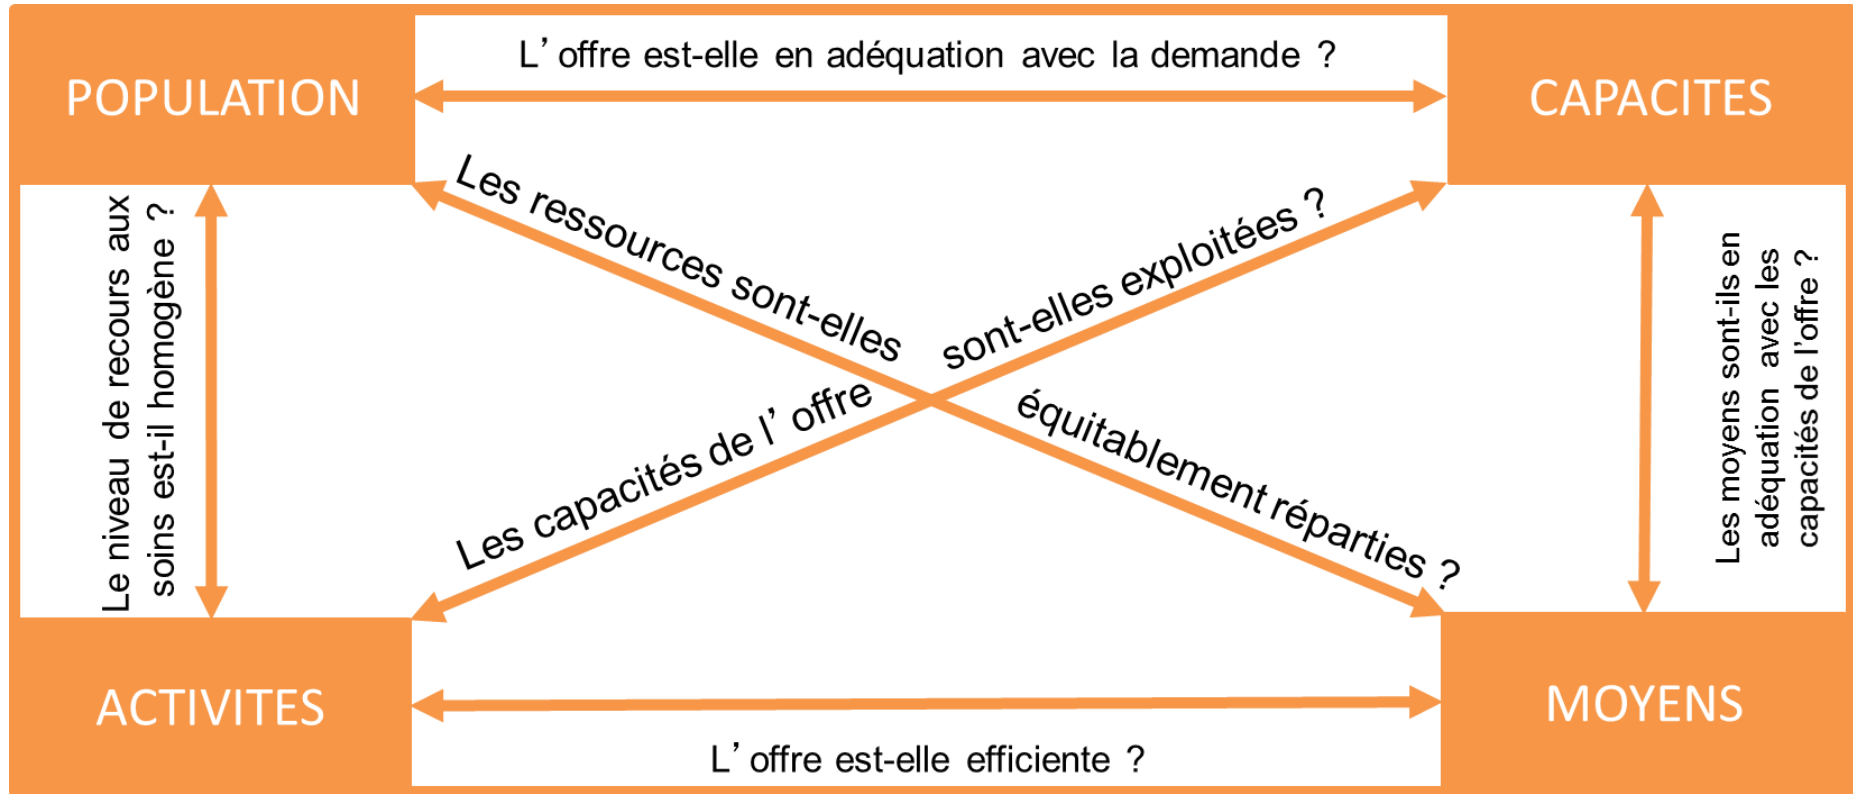 L’ offre est-elle en adéquation avec la demande ?
POPULATION
CAPACITES
Les ressources sont-elles
équitablement réparties ?
Les capacités de l’ offre
sont-elles exploitées ?
Le niveau de recours aux
soins est-il homogène ?
Les moyens sont-ils en
adéquation avec les
capacités de l’offre ?
ACTIVITES
MOYENS
L’ offre est-elle efficiente ?